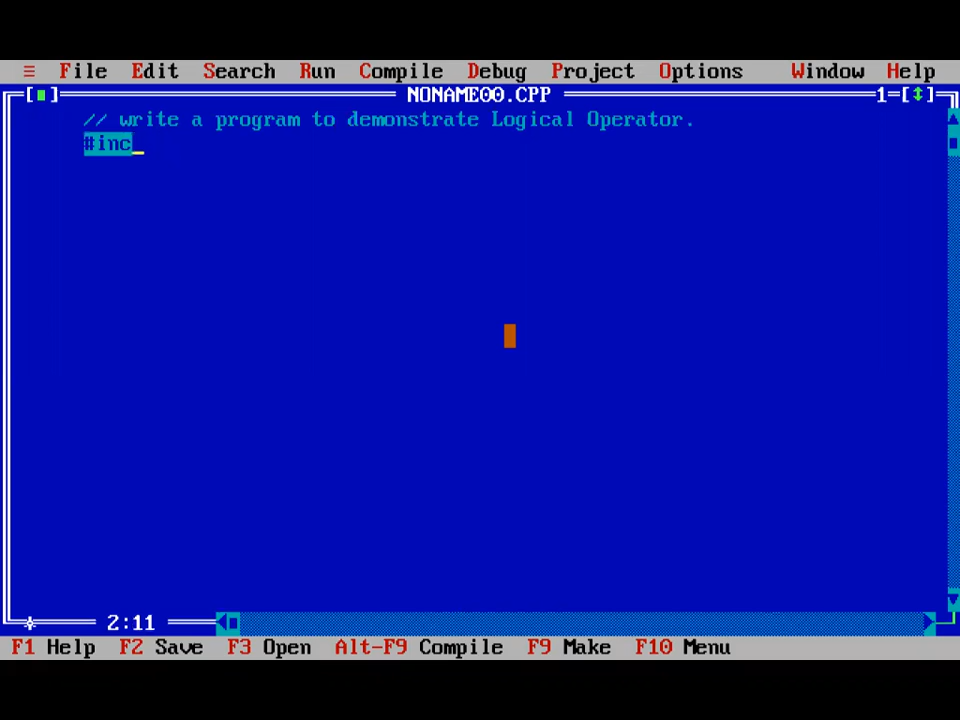 ≡ File Edit Search Run Compile Debug Project Options Window Help
[■] NONAME00.CPP 1=[↕]
// write a program to demonstrate Logical Operator.
#inc_
2:11
F1 Help F2 Save F3 Open Alt-F9 Compile F9 Make F10 Menu